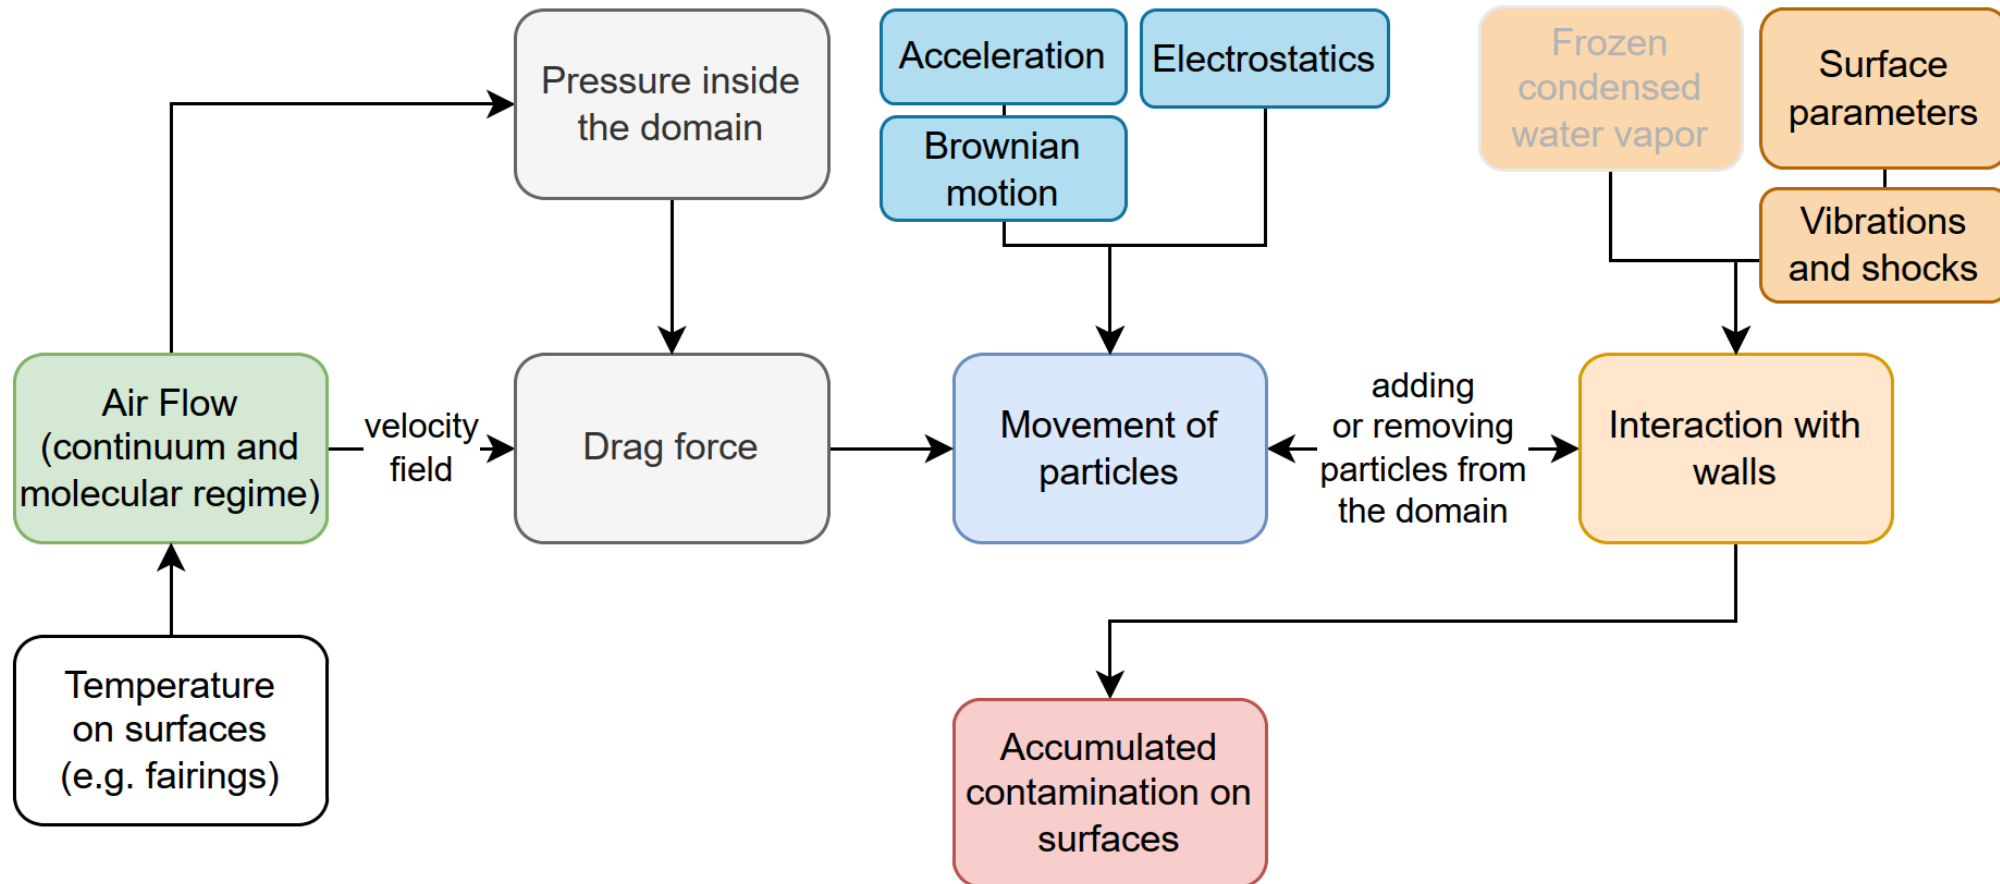 Pressure inside
the domain
Acceleration
Electrostatics
Brownian
motion
Frozen
condensed
water vapor
Surface
parameters
Vibrations
and shocks
Air Flow
(continuum and
molecular regime)
velocity
field
Drag force
Movement of
particles
adding
or removing
particles from
the domain
Interaction with
walls
Temperature
on surfaces
(e.g. fairings)
Accumulated
contamination on
surfaces